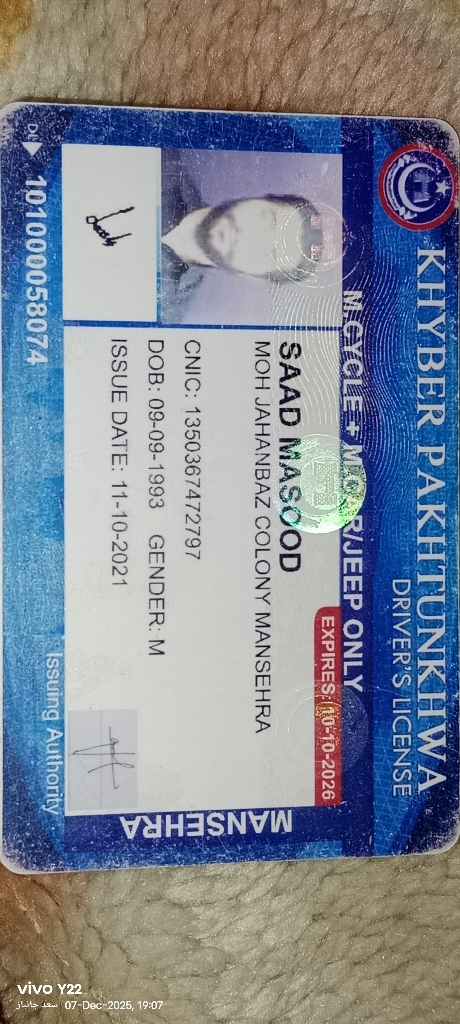 KHYBER PAKHTUNKHWA
DRIVER'S LICENSE
M.CYCLE + M.CAR/JEEP ONLY
EXPIRES: 10-10-2026
SAAD MASOOD
MOH JAHANBAZ COLONY MANSEHRA
CNIC: 1350367472797
DOB: 09-09-1993 GENDER: M
ISSUE DATE: 11-10-2021
MANSEHRA
DL 101000058074
Issuing Authority
vivo Y22
سعد جانباز 07-Dec-2025, 19:07